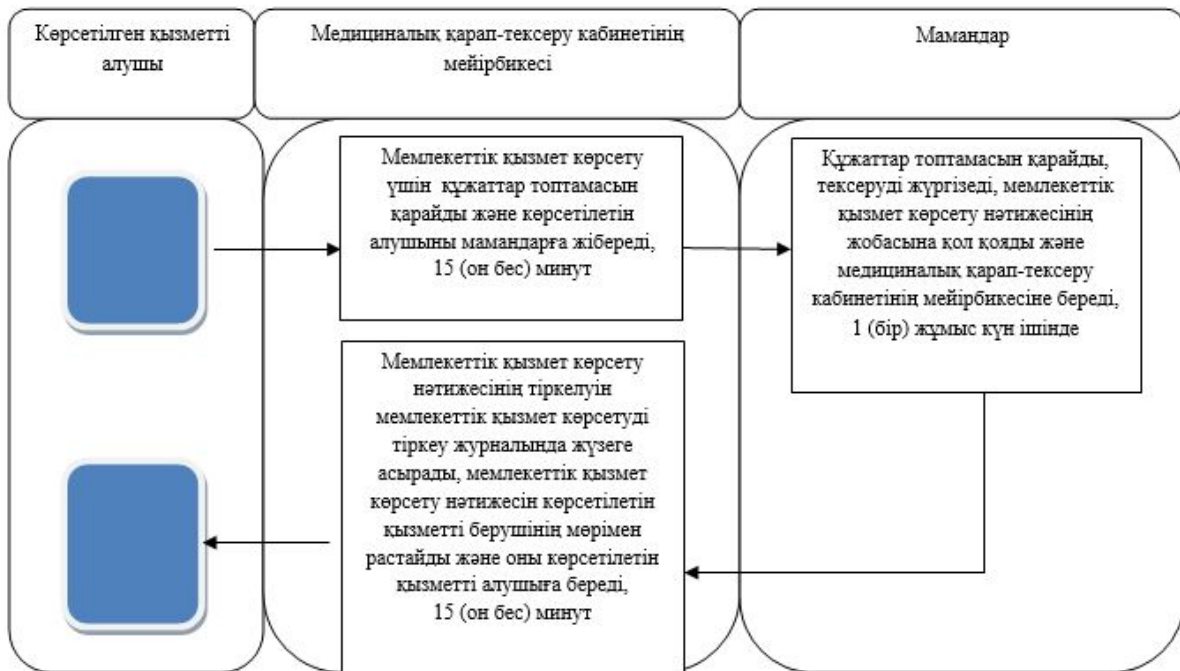 Көрсетілген қызметті
алушы
Медициналық қарап-тексеру кабинетінің
мейірбикесі
Мамандар
Мемлекеттік қызмет көрсету
үшін құжаттар топтамасын
қарайды және көрсетілетін
алушыны мамандарға жібереді,
15 (он бес) минут
Құжаттар топтамасын қарайды,
тексеруді жүргізеді, мемлекеттік
қызмет көрсету нәтижесінің
жобасына қол қояды және
медициналық қарап-тексеру
кабинетінің мейірбикесіне береді,
1 (бір) жұмыс күн ішінде
Мемлекеттік қызмет көрсету
нәтижесінің тіркелуін
мемлекеттік қызмет көрсетуді
тіркеу журналында жүзеге
асырады, мемлекеттік қызмет
көрсету нәтижесін көрсетілетін
қызметті берушінің мөрімен
растайды және оны көрсетілетін
қызметті алушыға береді,
15 (он бес) минут